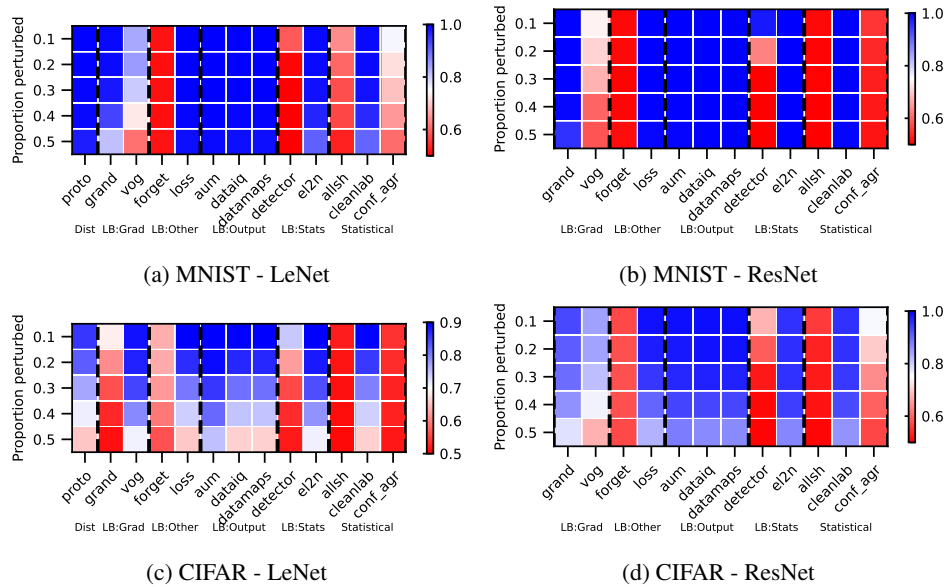 Proportion perturbed
0.1
0.2
0.3
0.4
0.5
proto
grand
vog
forget
loss
aum
dataiq
datamaps
detector
el2n
allsh
cleanlab
conf_agr
Dist LB:Grad LB:Other LB:Output LB:Stats Statistical
1.0
0.8
0.6
(a) MNIST - LeNet
Proportion perturbed
0.1
0.2
0.3
0.4
0.5
grand
vog
forget
loss
aum
dataiq
datamaps
detector
el2n
allsh
cleanlab
conf_agr
LB:Grad LB:Other LB:Output LB:Stats Statistical
1.0
0.8
0.6
(b) MNIST - ResNet
Proportion perturbed
0.1
0.2
0.3
0.4
0.5
proto
grand
vog
forget
loss
aum
dataiq
datamaps
detector
el2n
allsh
cleanlab
conf_agr
Dist LB:Grad LB:Other LB:Output LB:Stats Statistical
0.9
0.8
0.7
0.6
0.5
(c) CIFAR - LeNet
Proportion perturbed
0.1
0.2
0.3
0.4
0.5
grand
vog
forget
loss
aum
dataiq
datamaps
detector
el2n
allsh
cleanlab
conf_agr
LB:Grad LB:Other LB:Output LB:Stats Statistical
1.0
0.8
0.6
(d) CIFAR - ResNet